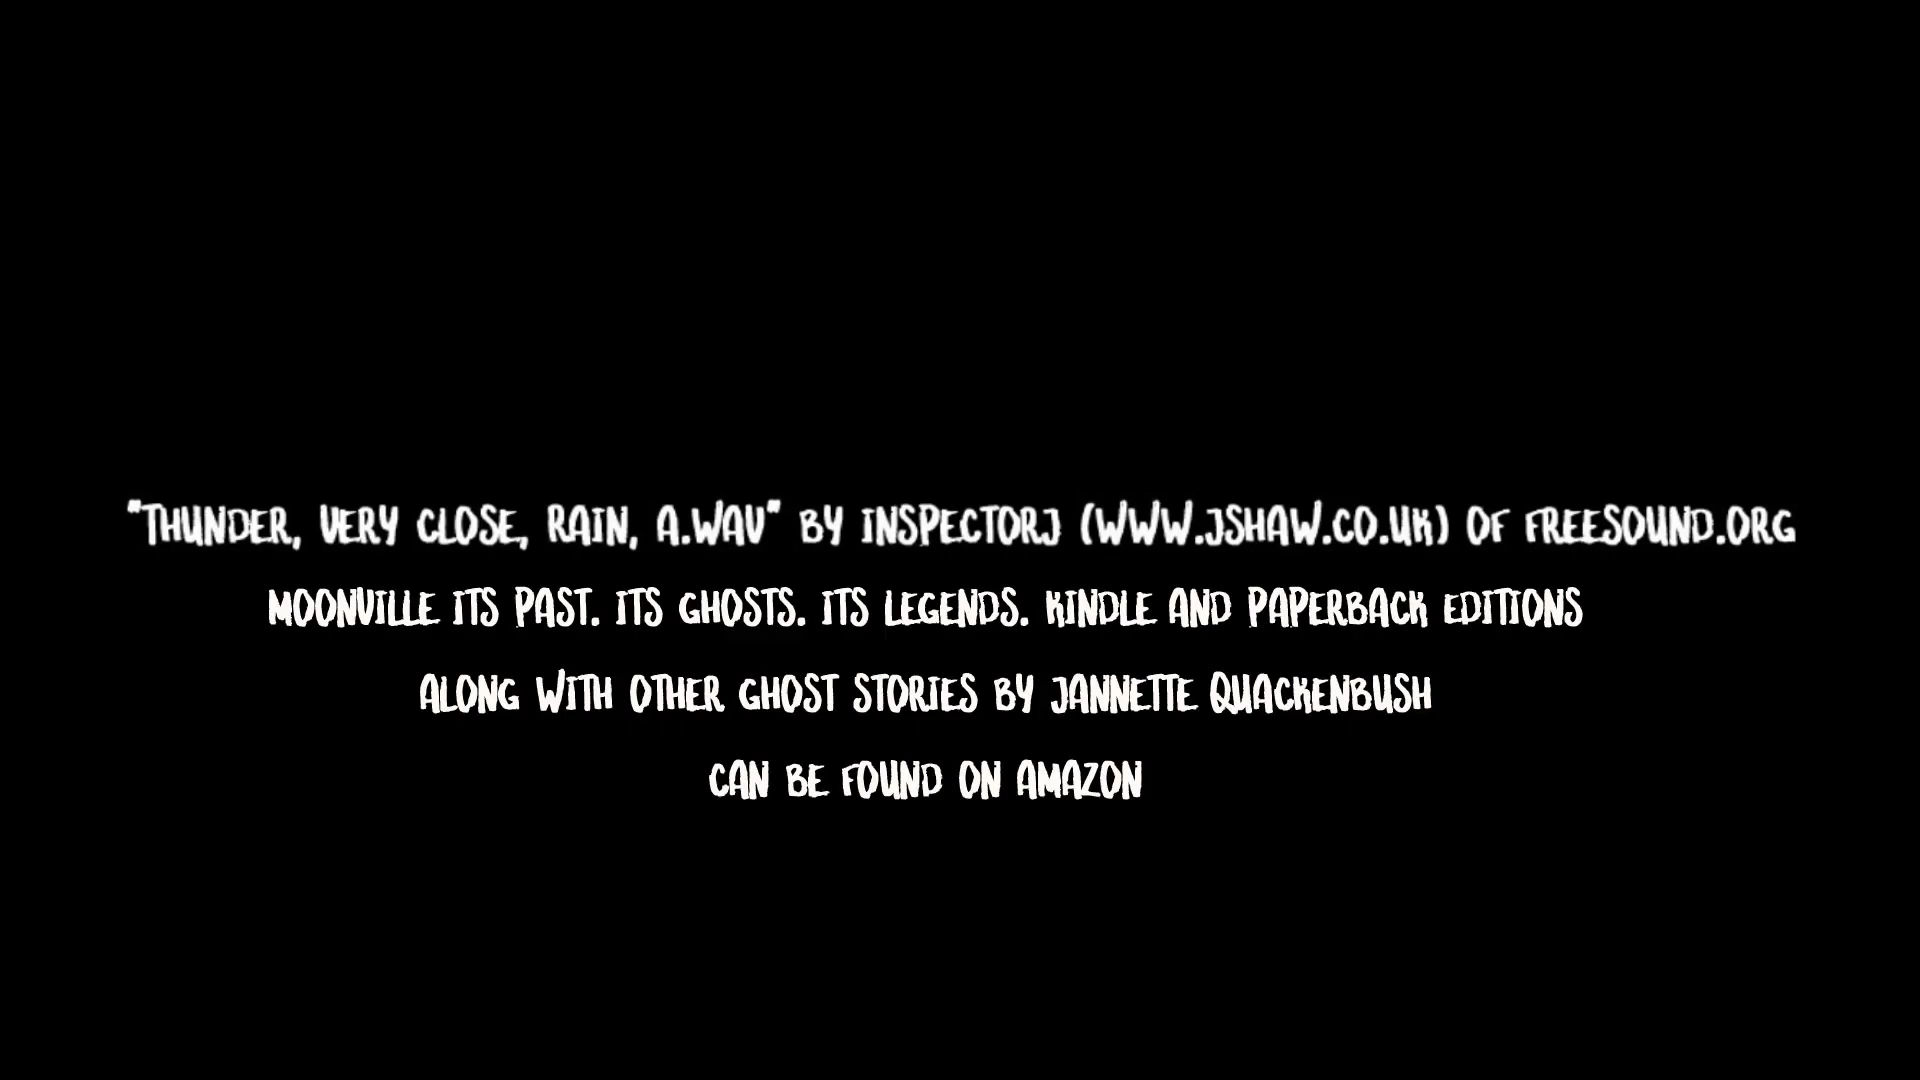 "THUNDER, VERY CLOSE, RAIN, A.WAV" BY INSPECTORJ (WWW.JSHAW.CO.UK) OF FREESOUND.ORG
MOONVILLE ITS PAST. ITS GHOSTS. ITS LEGENDS. KINDLE AND PAPERBACK EDITIONS
ALONG WITH OTHER GHOST STORIES BY JANNETTE QUACKENBUSH
CAN BE FOUND ON AMAZON